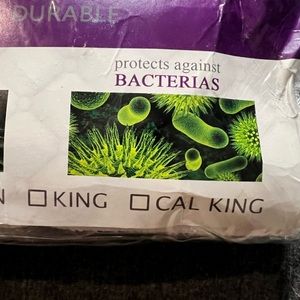 DURABLE
protects against
BACTERIAS
N ☐ KING ☐ CAL KING